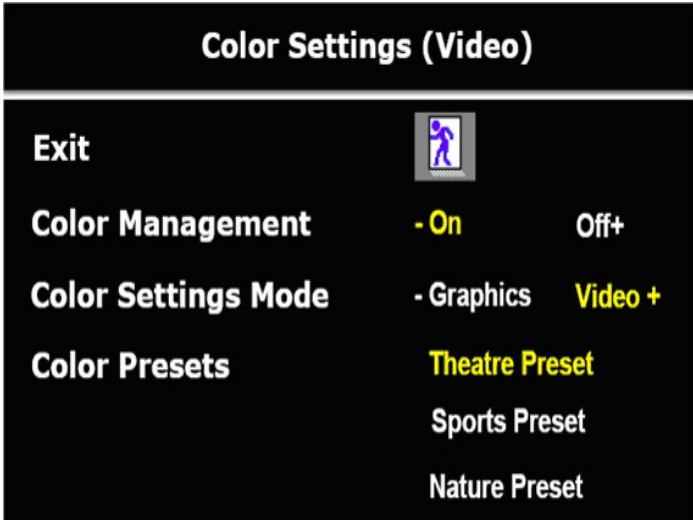 Color Settings (Video)
Exit
Color Management - On Off+
Color Settings Mode - Graphics Video +
Color Presets Theatre Preset
Sports Preset
Nature Preset